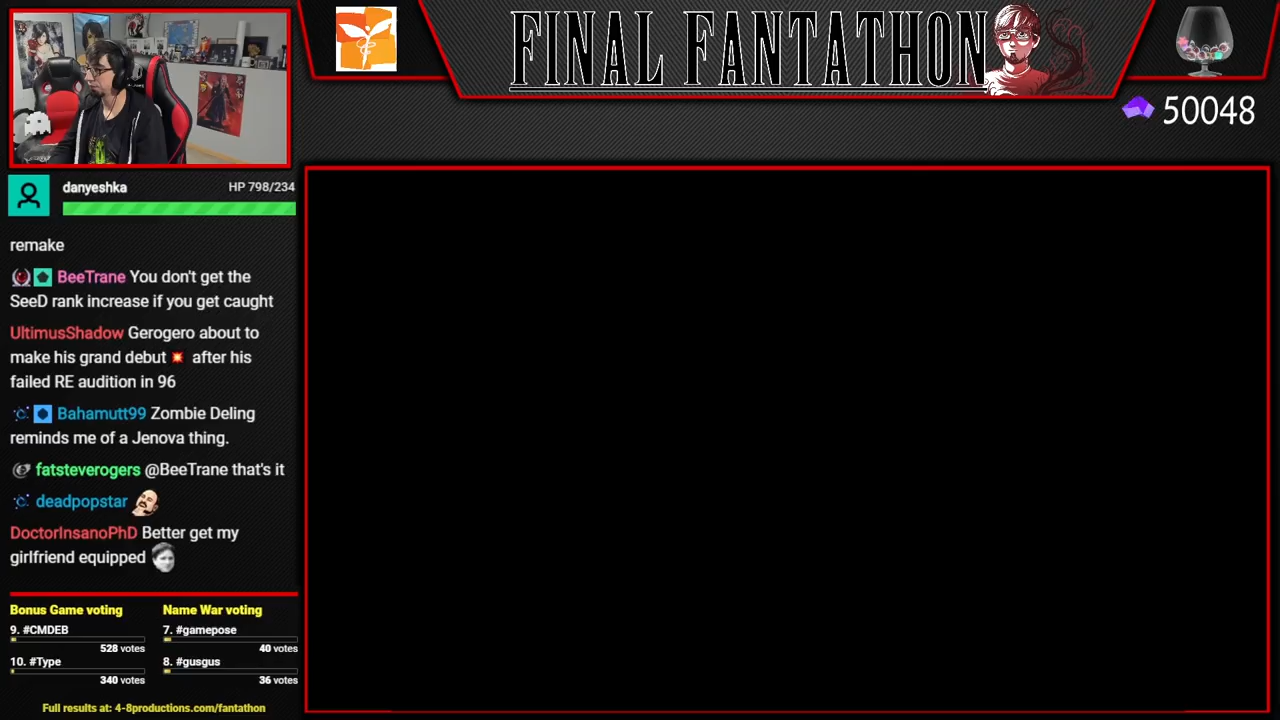 FINAL FANTATHON
50048
danyeshka HP 798/234
remake
BeeTrane You don't get the
SeeD rank increase if you get caught
UltimusShadow Gerogero about to
make his grand debut 💥 after his
failed RE audition in 96
Bahamutt99 Zombie Deling
reminds me of a Jenova thing.
fatsteverogers @BeeTrane that's it
deadpopstar
DoctorInsanoPhD Better get my
girlfriend equipped
Bonus Game voting
9. #CMDEB
528 votes
10. #Type
340 votes
Name War voting
7. #gamepose
40 votes
8. #gusgus
36 votes
Full results at: 4-8productions.com/fantathon